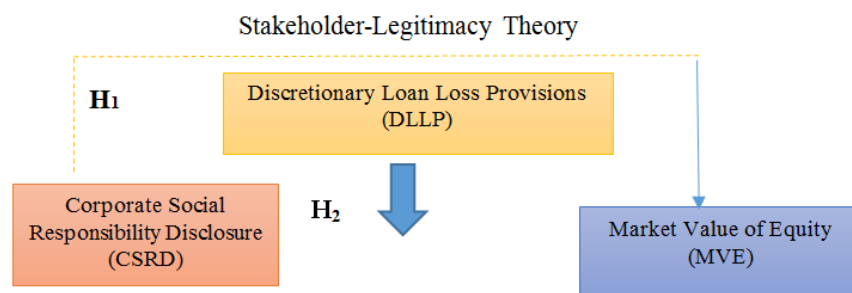 Stakeholder-Legitimacy Theory
H1
Discretionary Loan Loss Provisions
(DLLP)
Corporate Social
Responsibility Disclosure
(CSRD)
H2
Market Value of Equity
(MVE)